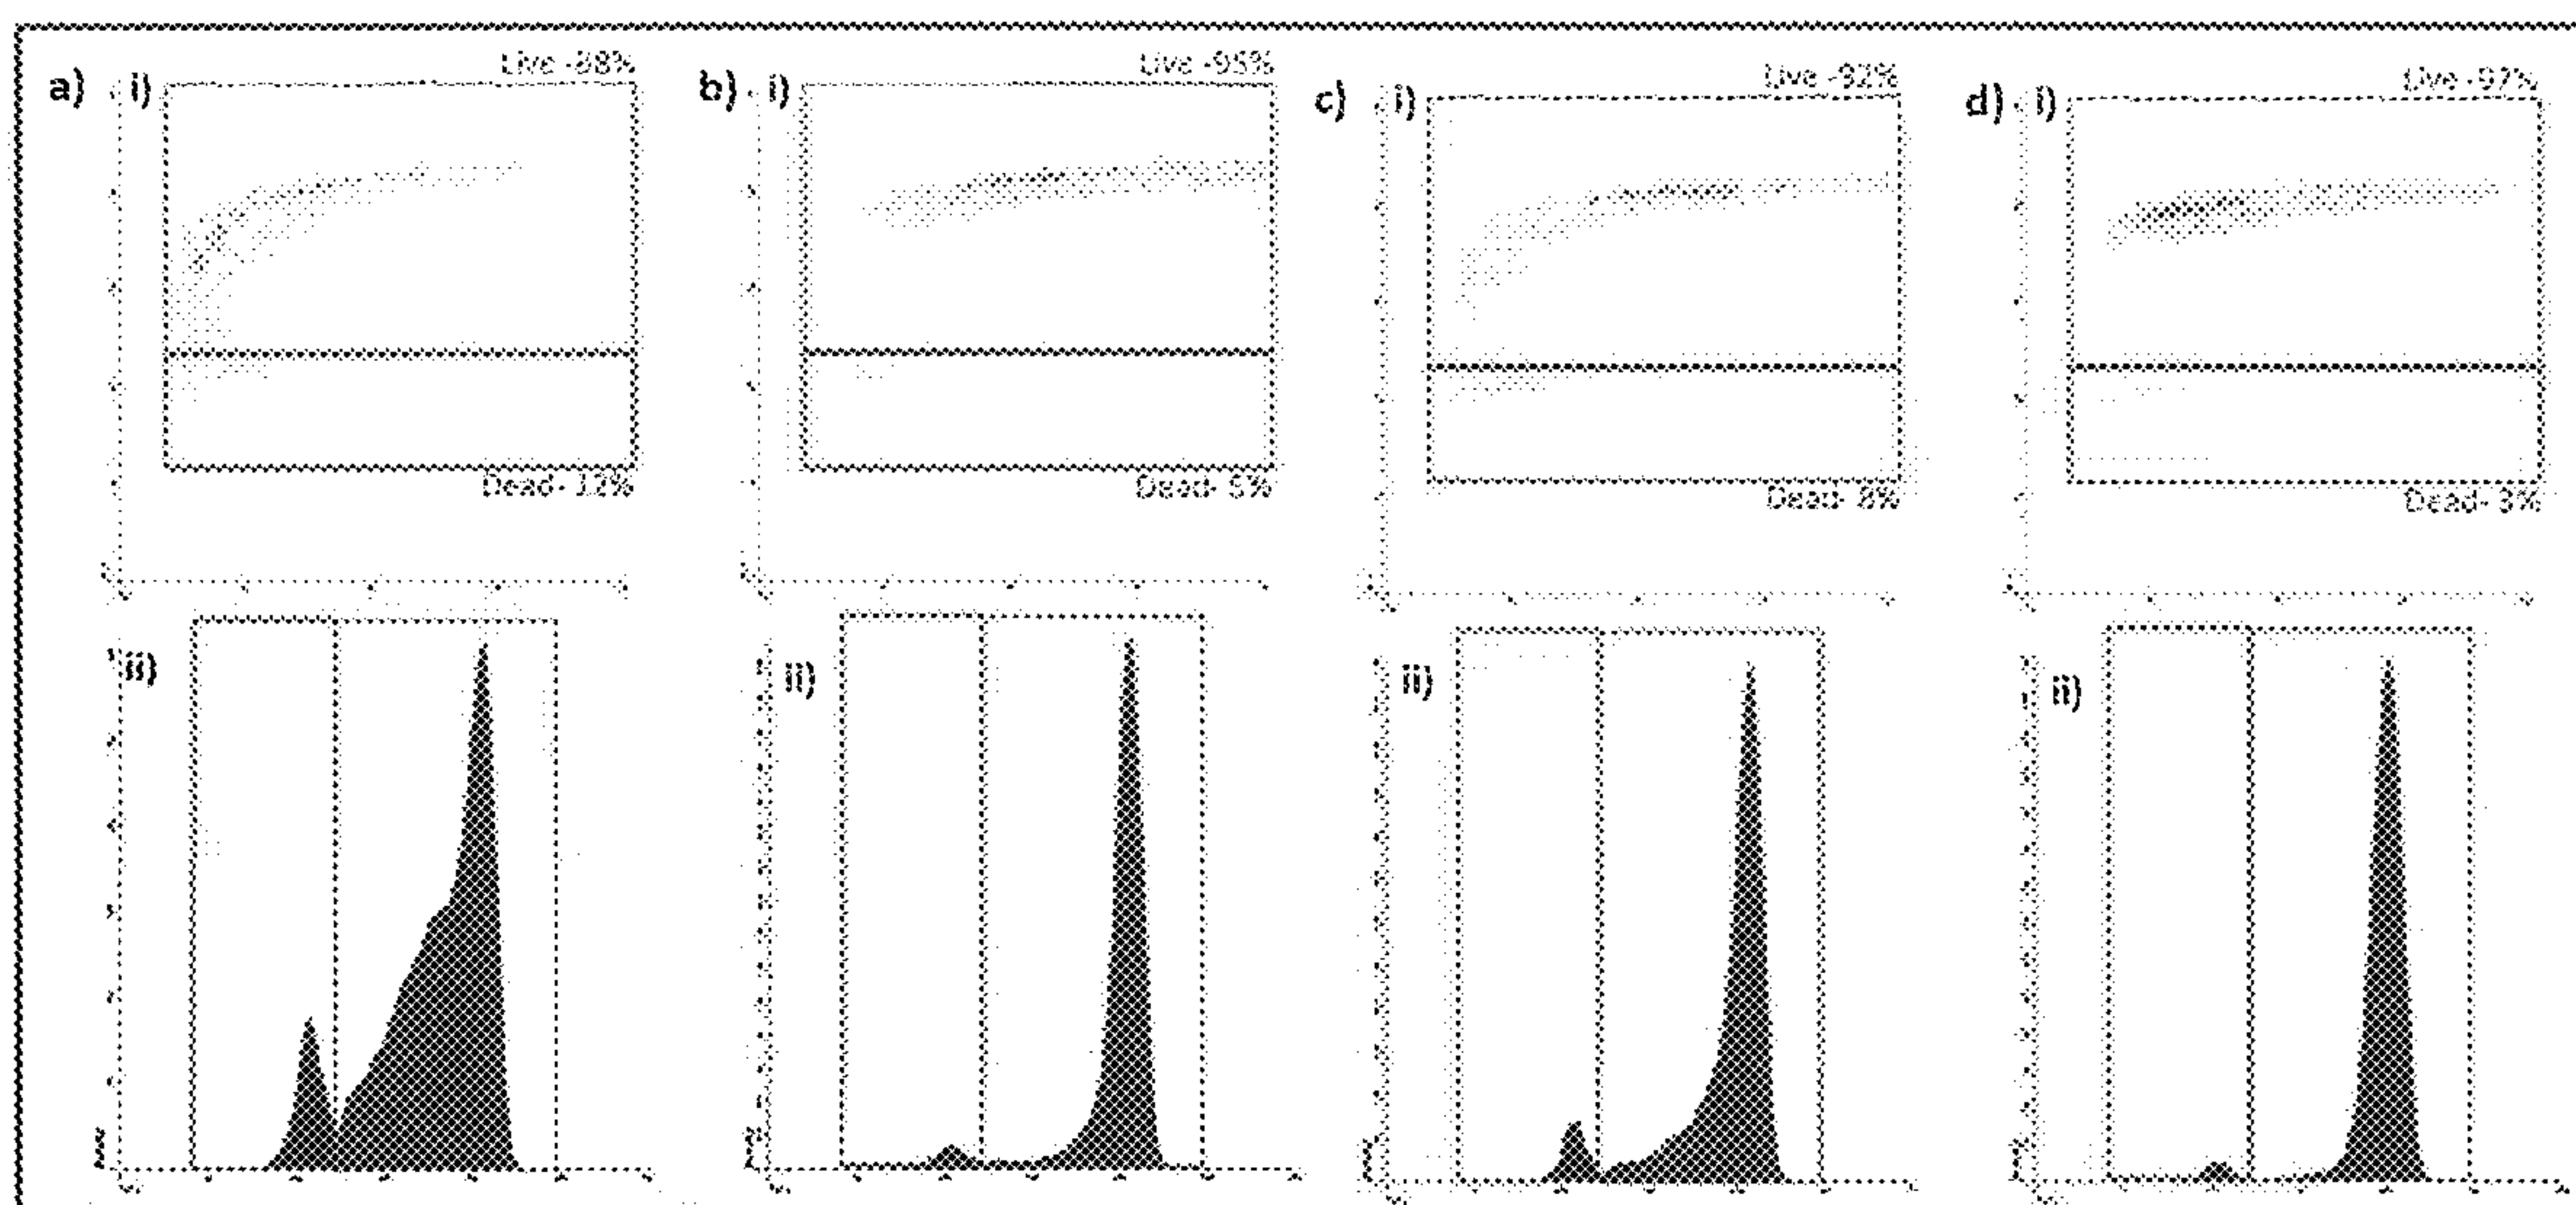 a) i) Live -88%
b) i) Live -95%
c) i) Live -92%
d) i) Live -97%
Dead- 12%
Dead- 5%
Dead- 8%
Dead- 3%
ii)
ii)
ii)
ii)